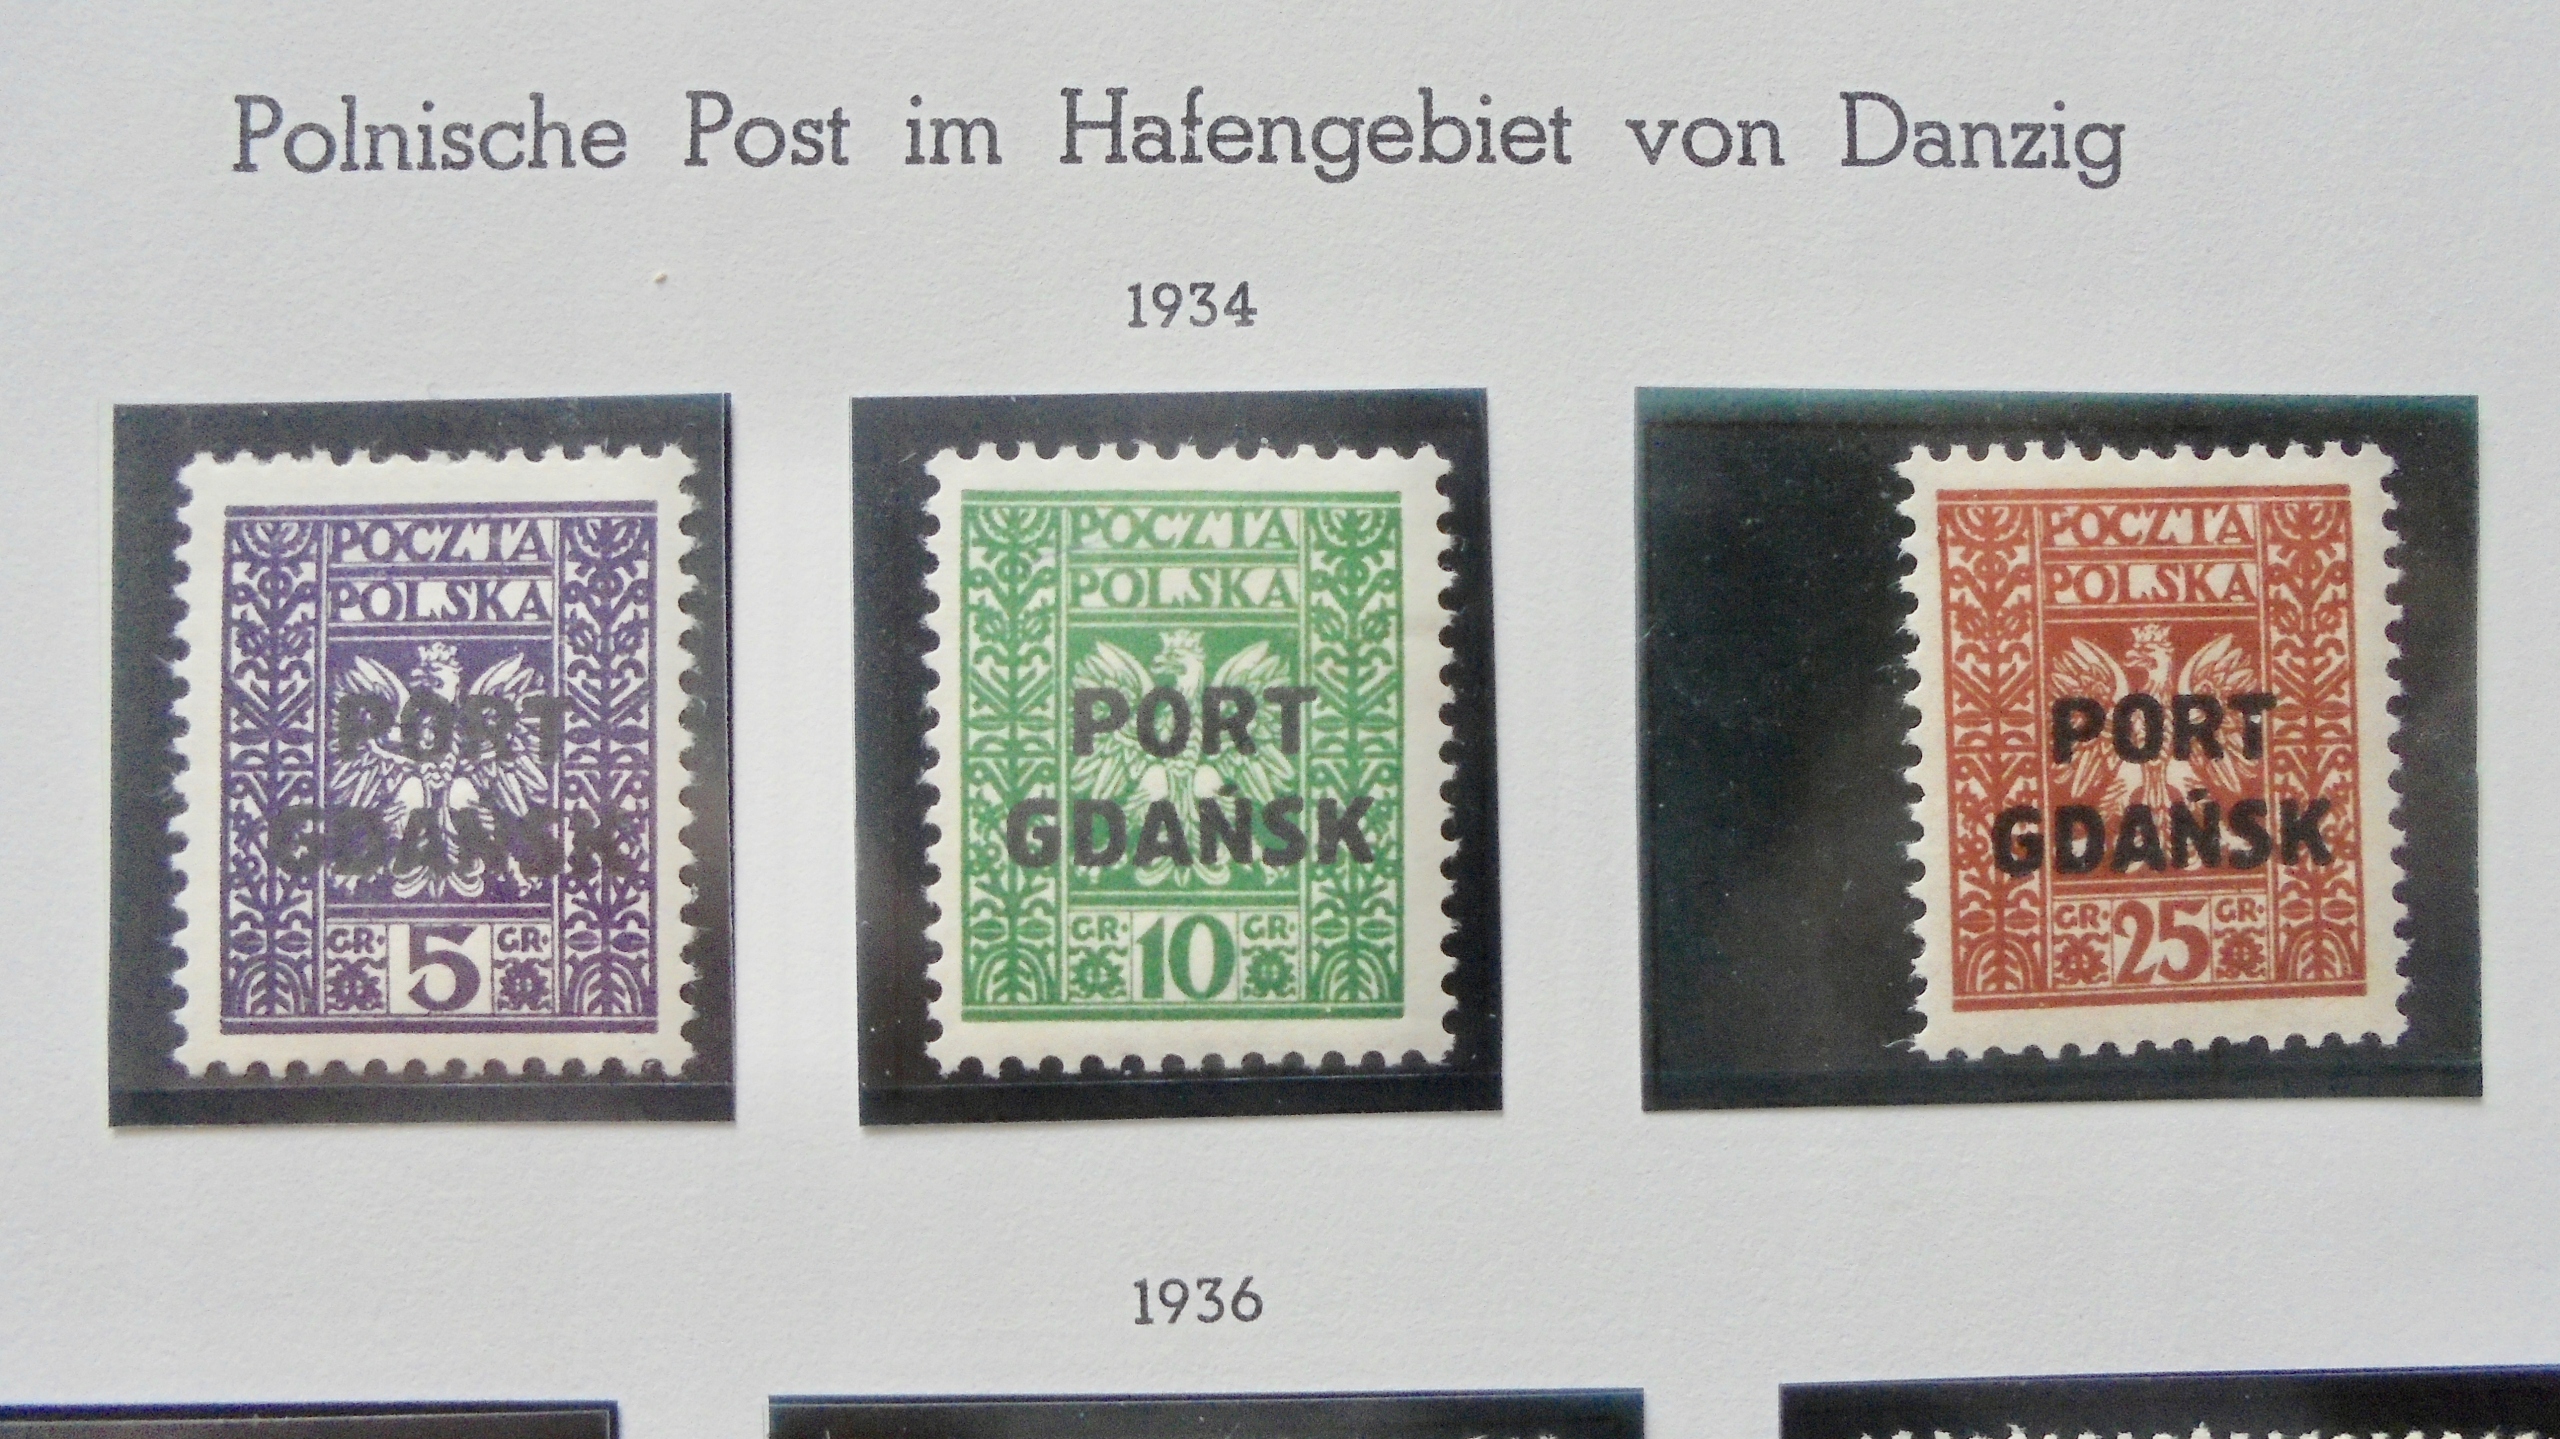 Polnische Post im Hafengebiet von Danzig
1934
POCZTA
POLSKA
PORT
GDAŃSK
GR. 5 GR.
POCZTA
POLSKA
PORT
GDAŃSK
GR. 10 GR.
POCZTA
POLSKA
PORT
GDAŃSK
GR. 25 GR.
1936